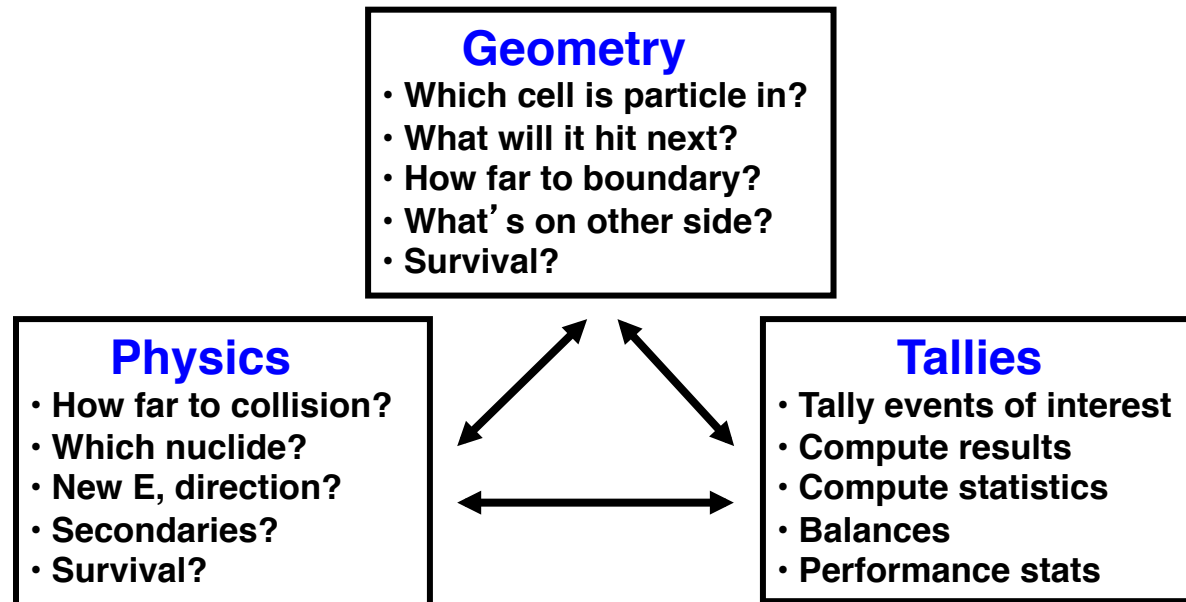 Geometry
• Which cell is particle in?
• What will it hit next?
• How far to boundary?
• What's on other side?
• Survival?
Physics
• How far to collision?
• Which nuclide?
• New E, direction?
• Secondaries?
• Survival?
Tallies
• Tally events of interest
• Compute results
• Compute statistics
• Balances
• Performance stats